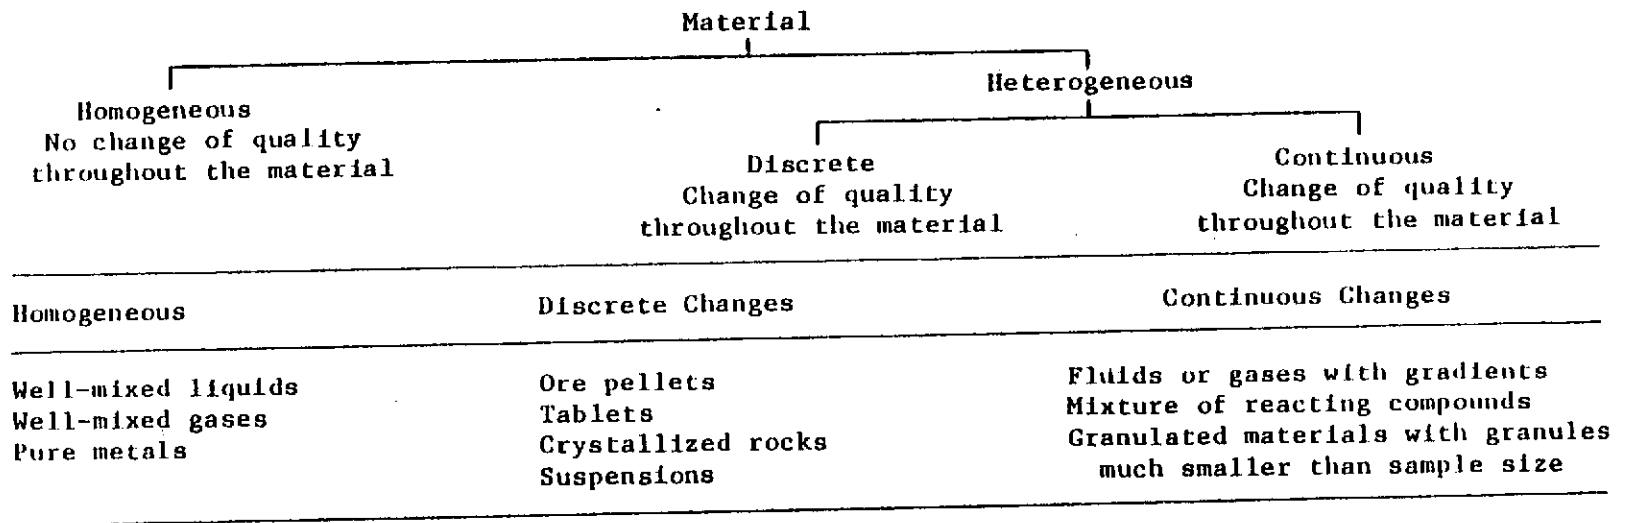 Material
Homogeneous
No change of quality
throughout the material
Heterogeneous
Discrete
Change of quality
throughout the material
Continuous
Change of quality
throughout the material
Homogeneous
Discrete Changes
Continuous Changes
Well-mixed liquids
Well-mixed gases
Pure metals
Ore pellets
Tablets
Crystallized rocks
Suspensions
Fluids or gases with gradients
Mixture of reacting compounds
Granulated materials with granules
much smaller than sample size